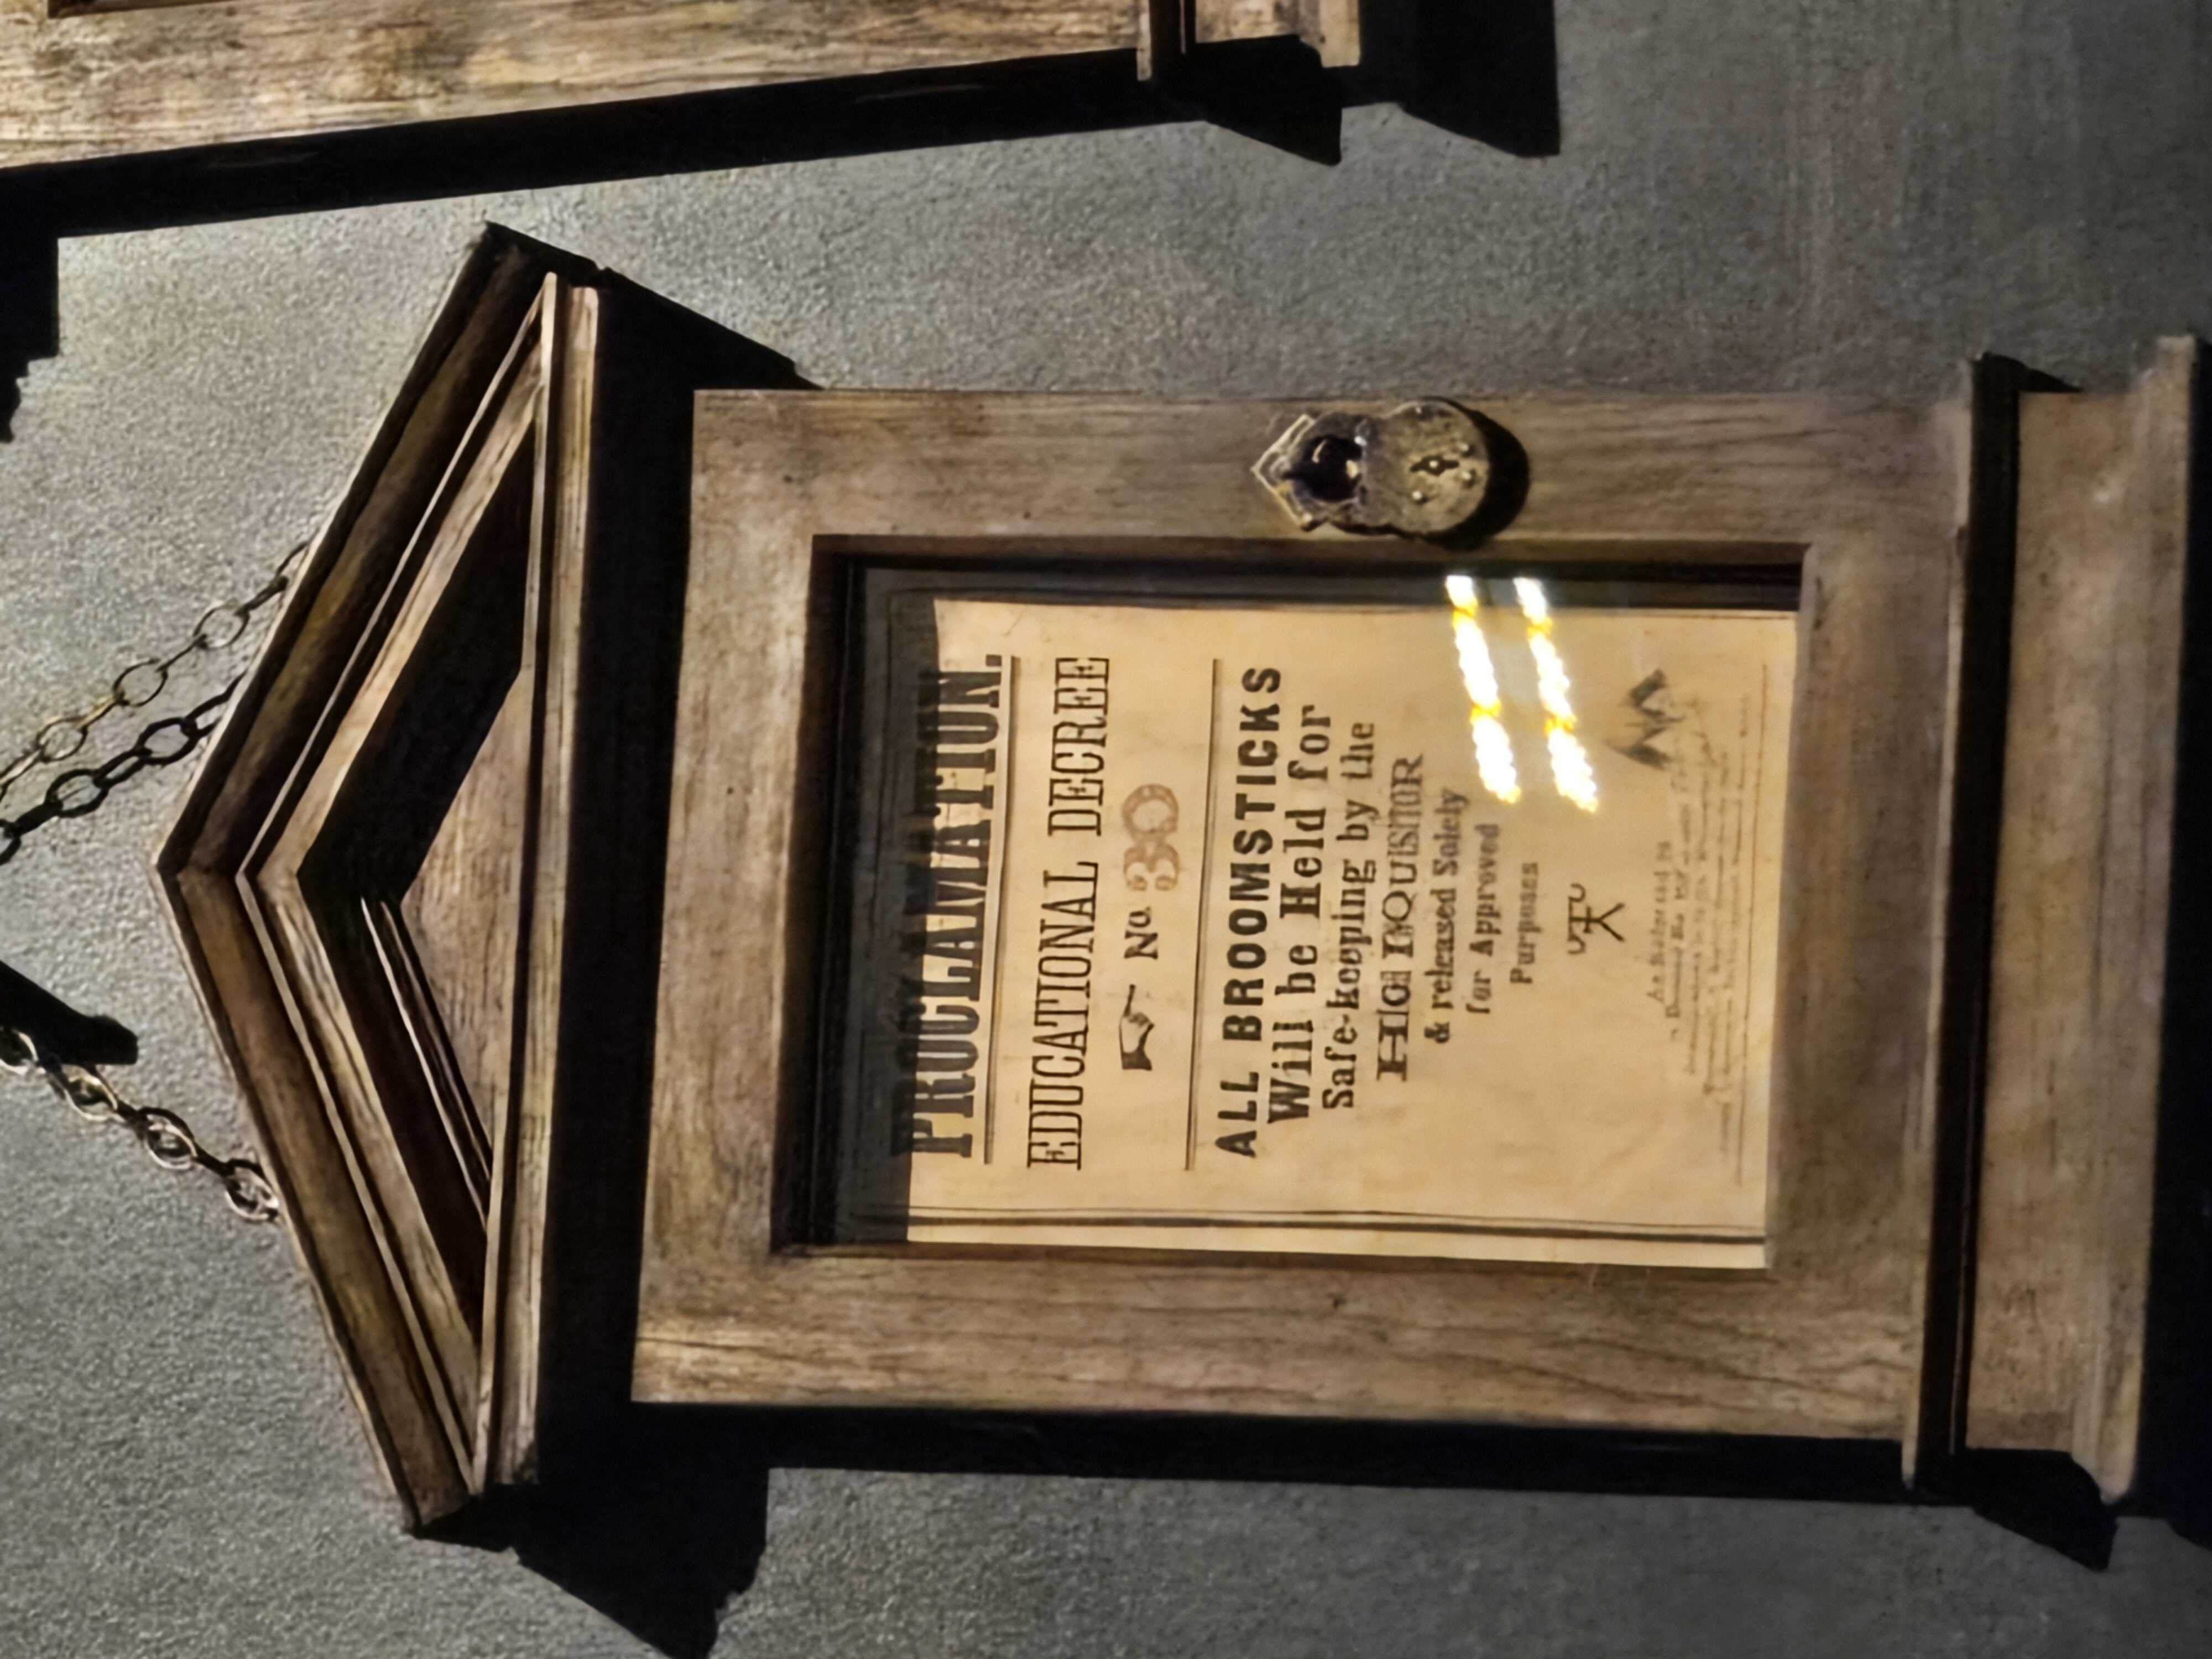 PROCLAMATION.
EDUCATIONAL DECREE
No. 30
ALL BROOMSTICKS
Will be Held for
Safe-keeping by the
HIGH INQUISITOR
& released Solely
for Approved
Purposes